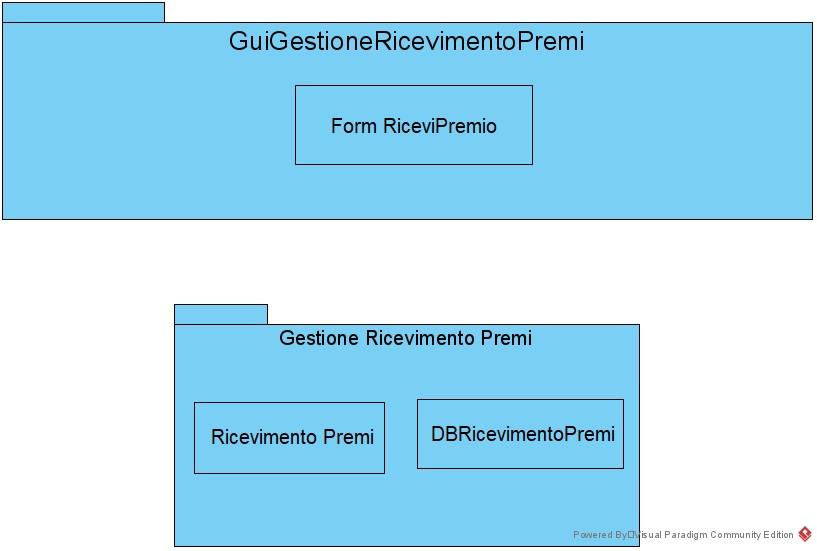 GuiGestioneRicevimentoPremi
Form RiceviPremio
Gestione Ricevimento Premi
Ricevimento Premi
DBRicevimentoPremi
Powered By□Visual Paradigm Community Edition